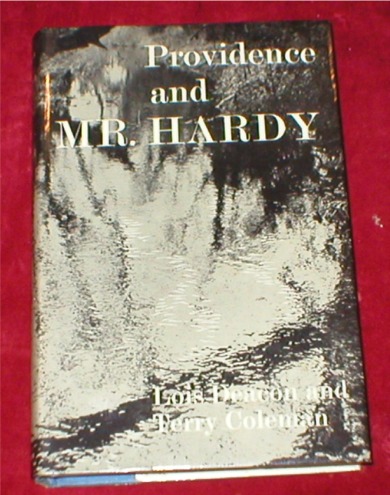 Providence
and
MR. HARDY
Lois Deacon and
Terry Coleman